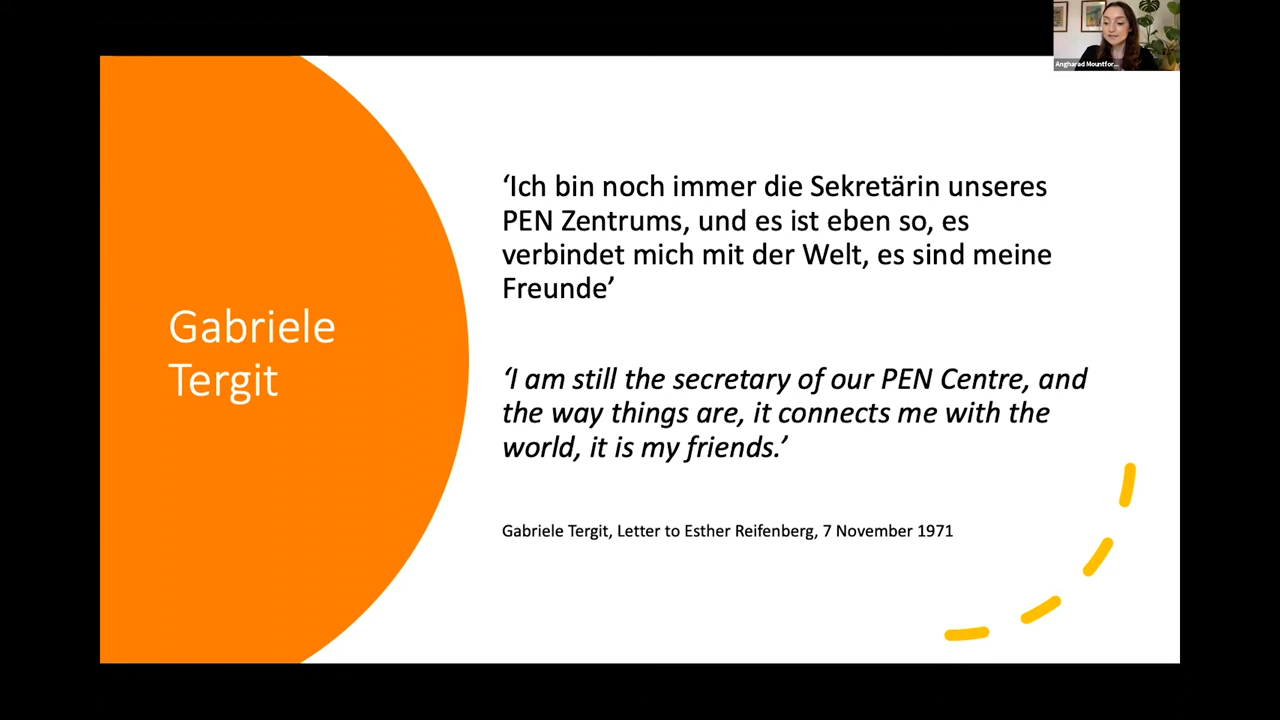 Angharad Mountfor...
Gabriele
Tergit
‘Ich bin noch immer die Sekretärin unseres
PEN Zentrums, und es ist eben so, es
verbindet mich mit der Welt, es sind meine
Freunde’
‘I am still the secretary of our PEN Centre, and
the way things are, it connects me with the
world, it is my friends.’
Gabriele Tergit, Letter to Esther Reifenberg, 7 November 1971